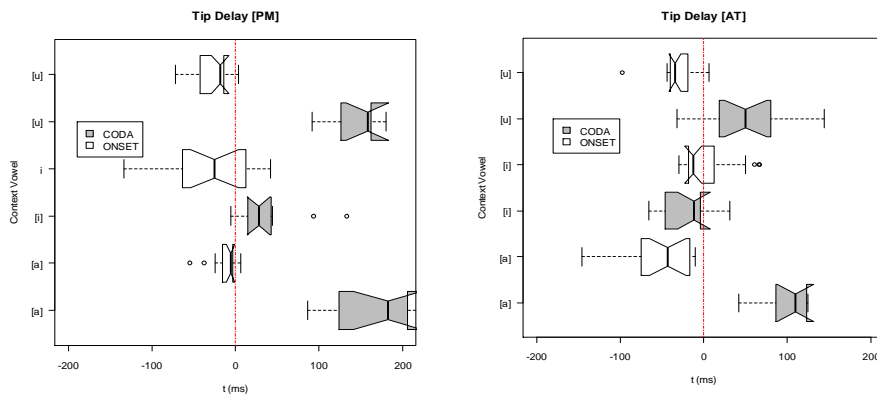 Tip Delay [PM]
[u]
[u]
i
[i]
[a]
[a]
Context Vowel
CODA
ONSET
-200 -100 0 100 200
t (ms)
Tip Delay [AT]
[u]
[u]
[i]
[i]
[a]
[a]
Context Vowel
CODA
ONSET
-200 -100 0 100 200
t (ms)